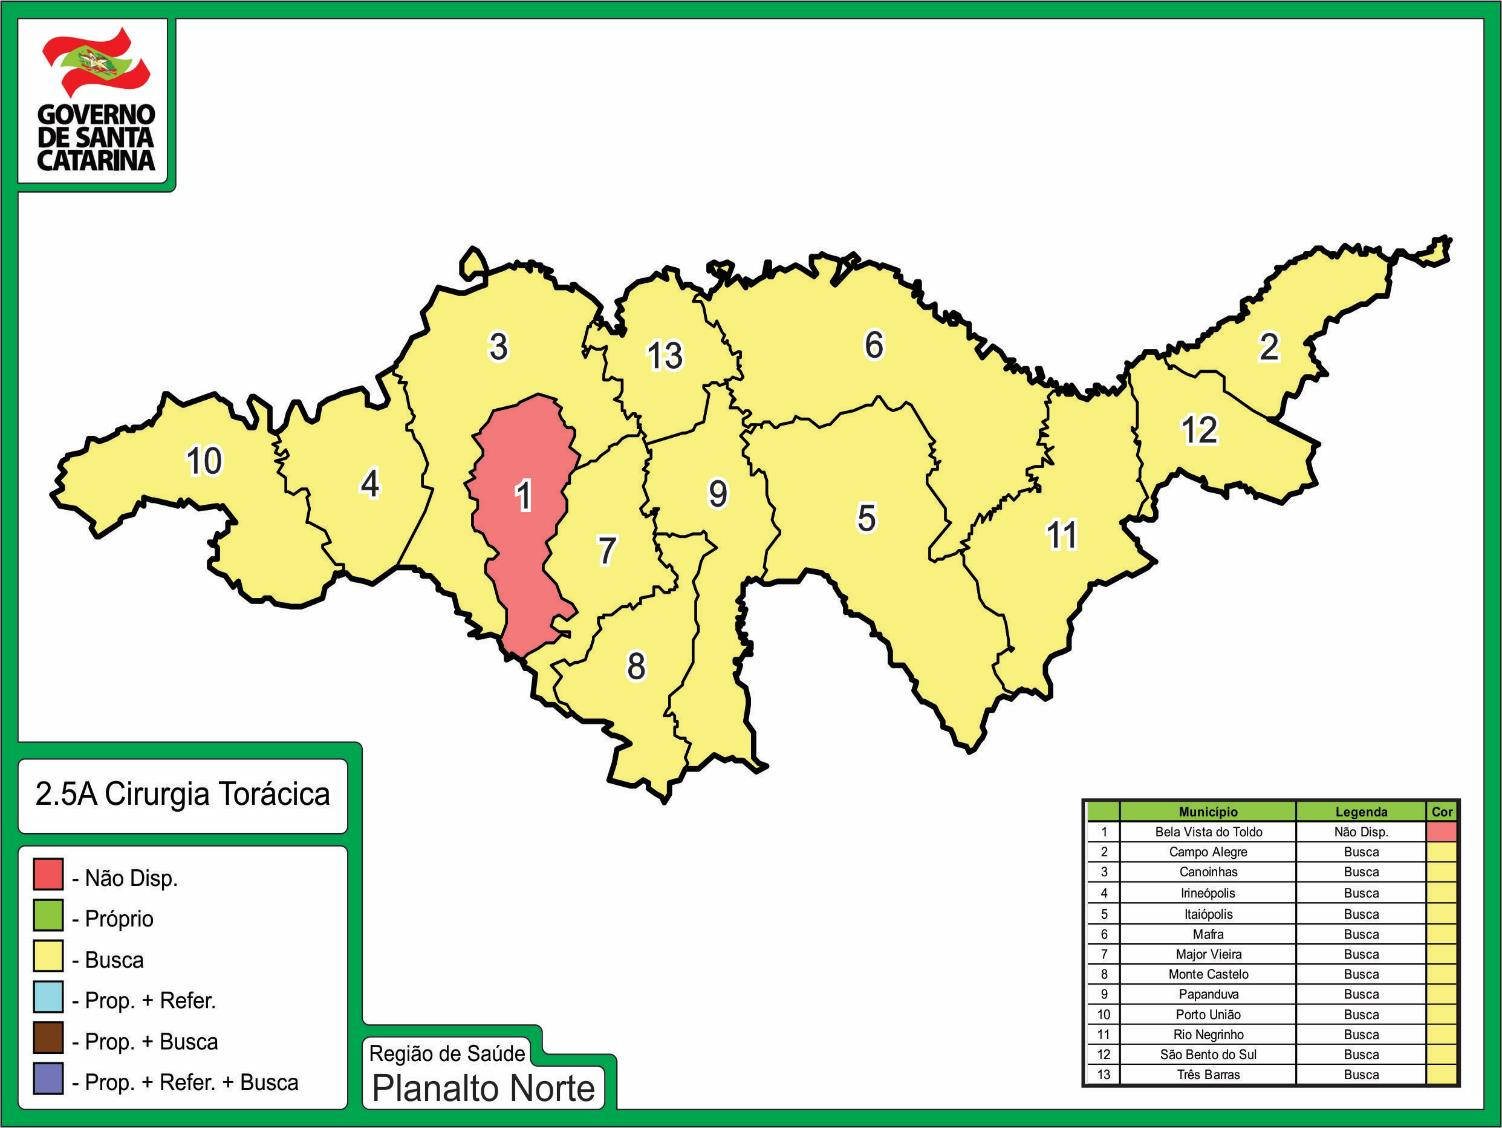 GOVERNO
DE SANTA
CATARINA
3
13
6
2
12
10
4
1
9
5
7
11
8
2.5A Cirurgia Torácica
- Não Disp.
- Próprio
- Busca
- Prop. + Refer.
- Prop. + Busca
- Prop. + Refer. + Busca
Região de Saúde
Planalto Norte
Município Legenda Cor
1 Bela Vista do Toldo Não Disp.
2 Campo Alegre Busca
3 Canoinhas Busca
4 Irineópolis Busca
5 Itaiópolis Busca
6 Mafra Busca
7 Major Vieira Busca
8 Monte Castelo Busca
9 Papanduva Busca
10 Porto União Busca
11 Rio Negrinho Busca
12 São Bento do Sul Busca
13 Três Barras Busca